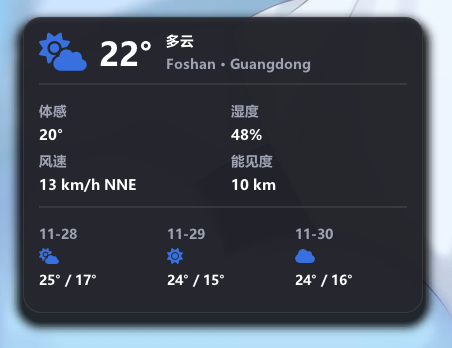 22° 多云
Foshan • Guangdong
体感 湿度
20° 48%
风速 能见度
13 km/h NNE 10 km
11-28 11-29 11-30
25° / 17° 24° / 15° 24° / 16°